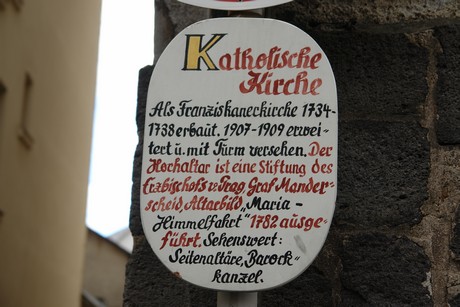 Katholische
Kirche
Als Franziskanerkirche 1734-
1738 erbaut. 1907-1909 erwei-
tert u. mit Turm versehen. Der
Hochaltar ist eine Stiftung des
Erzbischofs v. Prag Graf Mander-
scheid, Altarbild „Maria-
Himmelfahrt" 1782 ausge-
führt. Sehenswert:
Seitenaltäre, Barock-
kanzel.